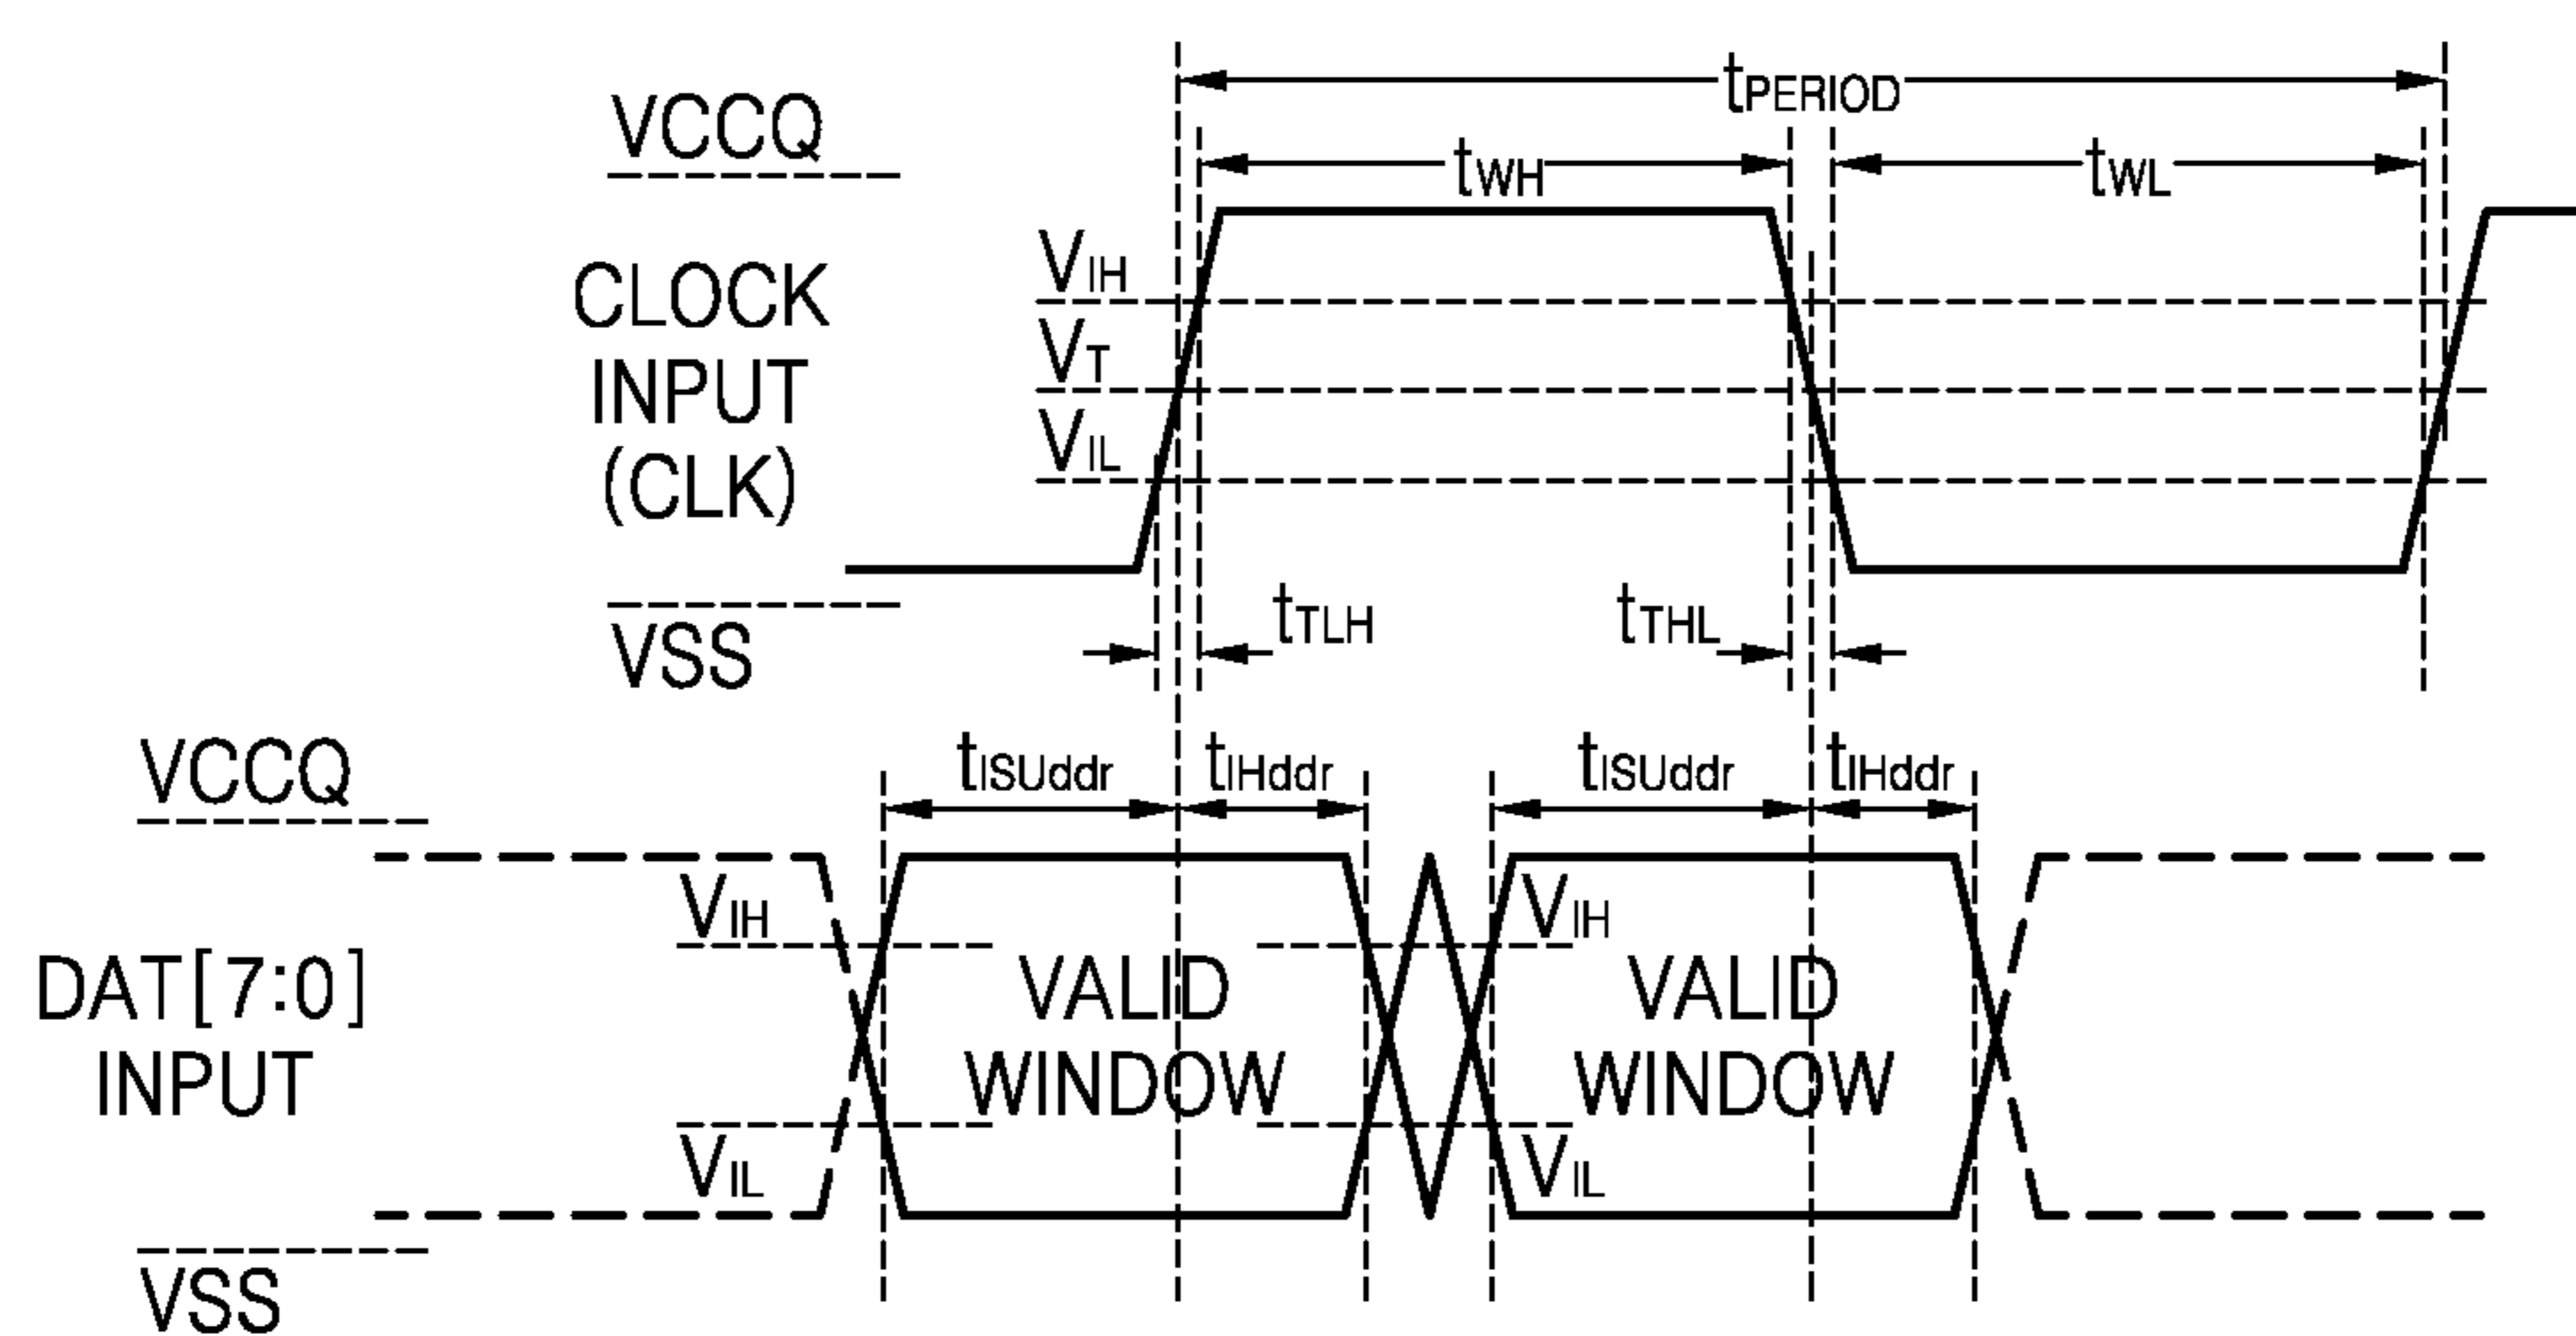 tPERIOD
VCCQ
tWH
tWL
VIH
CLOCK
INPUT
(CLK)
VT
VIL
VSS
tTLH
tTHL
VCCQ
tISUddr
tIHddr
tISUddr
tIHddr
VIH
VIH
DAT[7:0]
INPUT
VALID
WINDOW
VALID
WINDOW
VIL
VIL
VSS